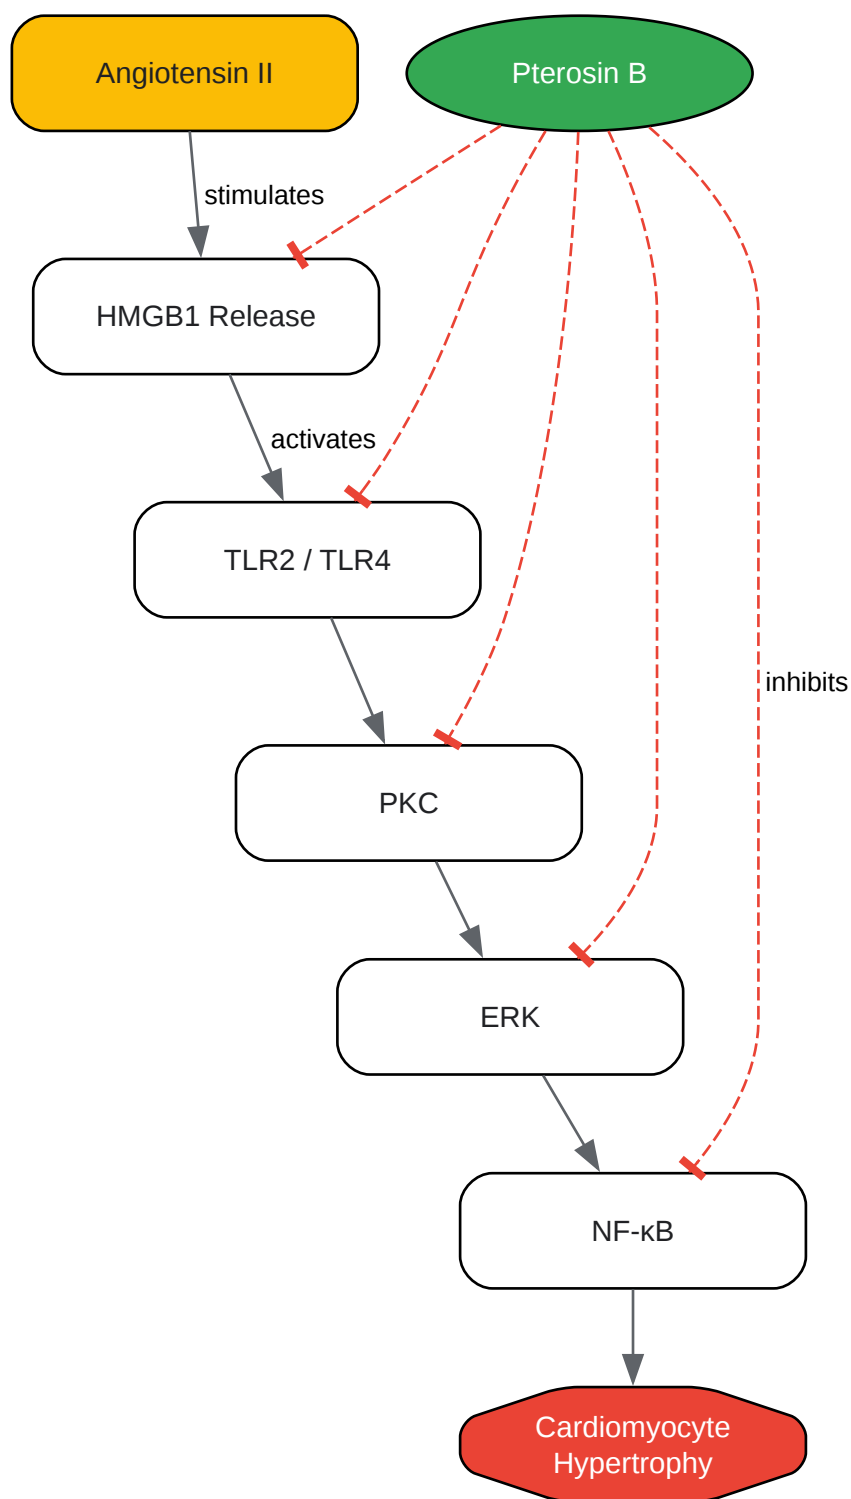 Angiotensin II
Pterosin B
stimulates
HMGB1 Release
activates
TLR2 / TLR4
inhibits
PKC
ERK
NF-κB
Cardiomyocyte
Hypertrophy